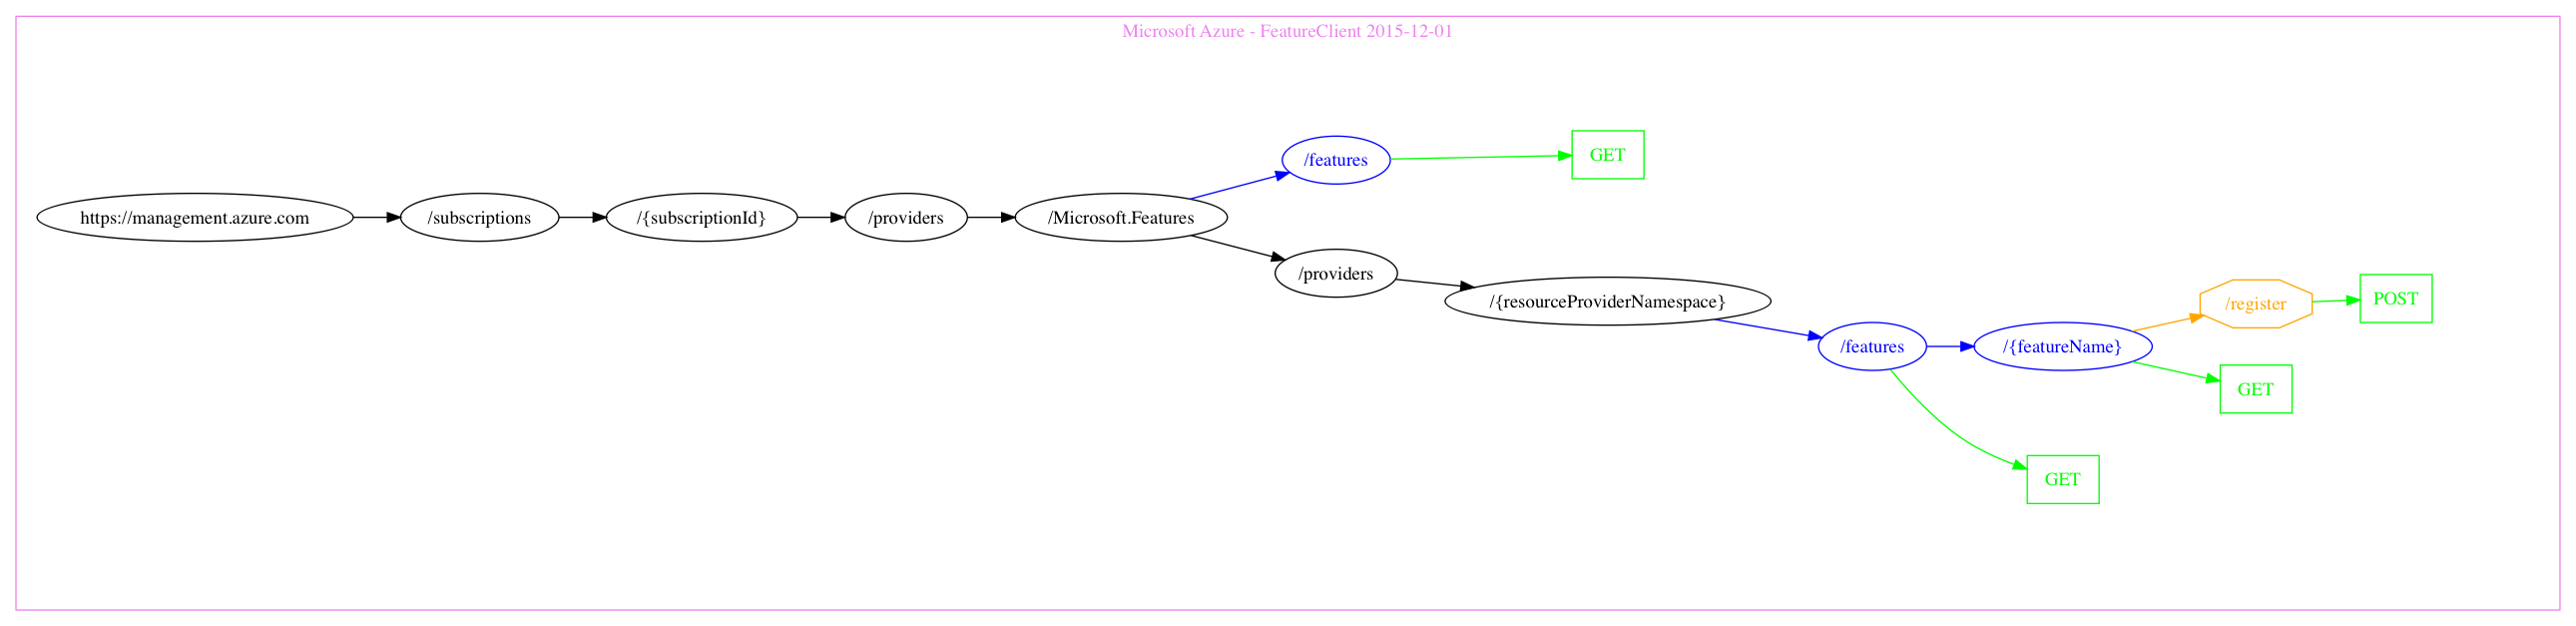 Microsoft Azure - FeatureClient 2015-12-01
https://management.azure.com
/subscriptions
/{subscriptionId}
/providers
/Microsoft.Features
/features
GET
/providers
/{resourceProviderNamespace}
/features
/{featureName}
/register
POST
GET
GET